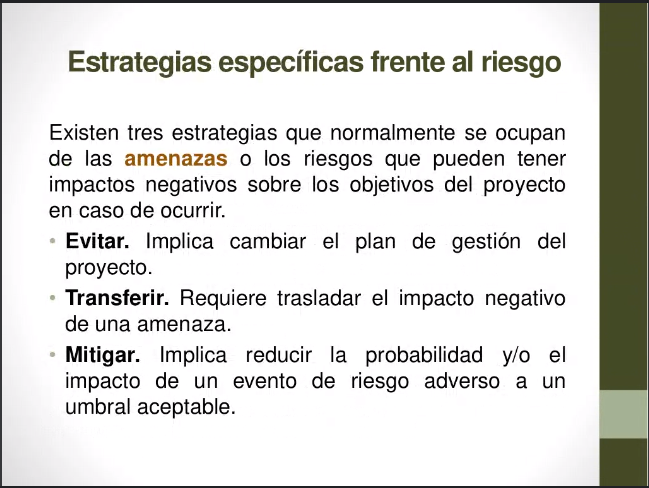 Estrategias específicas frente al riesgo
Existen tres estrategias que normalmente se ocupan
de las amenazas o los riesgos que pueden tener
impactos negativos sobre los objetivos del proyecto
en caso de ocurrir.
• Evitar. Implica cambiar el plan de gestión del
proyecto.
• Transferir. Requiere trasladar el impacto negativo
de una amenaza.
• Mitigar. Implica reducir la probabilidad y/o el
impacto de un evento de riesgo adverso a un
umbral aceptable.